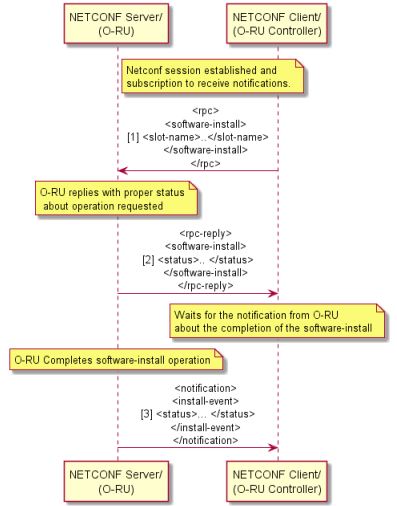 NETCONF Server/
(O-RU)
NETCONF Client/
(O-RU Controller)
Netconf session established and
subscription to receive notifications.
<rpc>
<software-install>
[1] <slot-name>..</slot-name>
</software-install>
</rpc>
O-RU replies with proper status
about operation requested
<rpc-reply>
<software-install>
[2] <status>.. </status>
</software-install>
</rpc-reply>
Waits for the notification from O-RU
about the completion of the software-install
O-RU Completes software-install operation
<notification>
<install-event>
[3] <status>... </status>
</install-event>
</notification>
NETCONF Server/
(O-RU)
NETCONF Client/
(O-RU Controller)